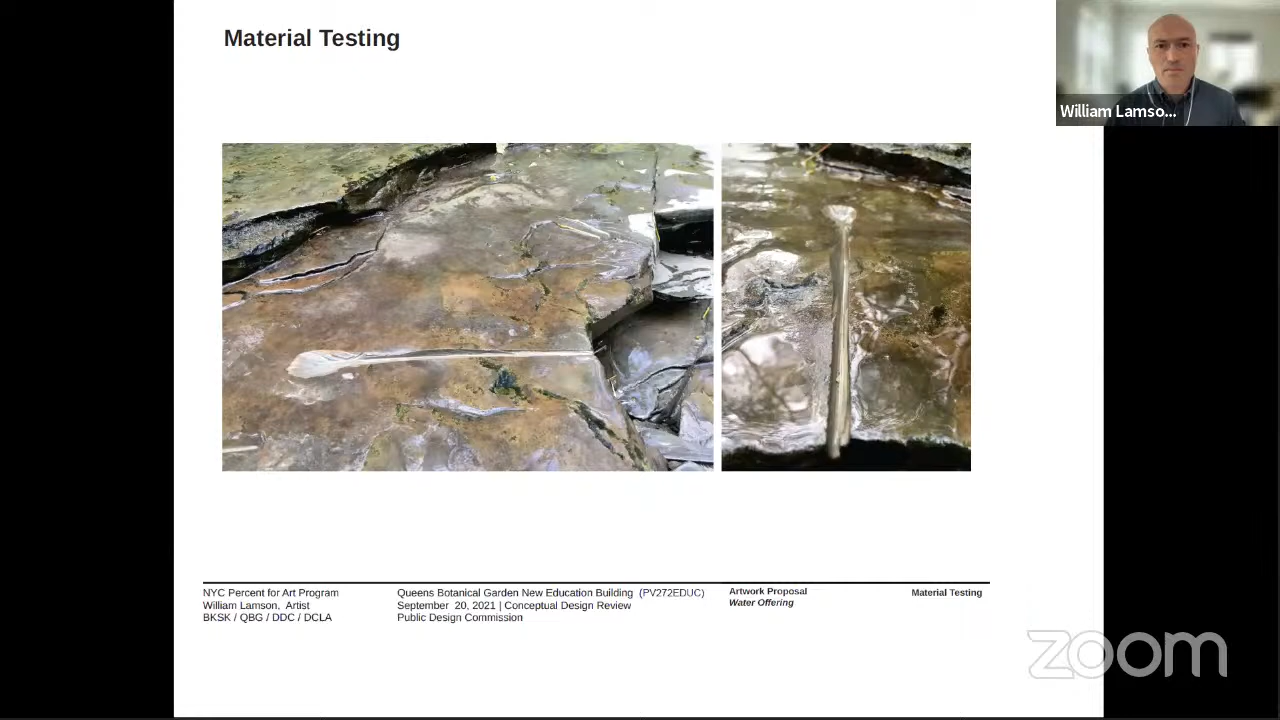 Material Testing
William Lamso...
NYC Percent for Art Program
William Lamson, Artist
BKSK / QBG / DDC / DCLA
Queens Botanical Garden New Education Building (PV272EDUC)
September 20, 2021 | Conceptual Design Review
Public Design Commission
Artwork Proposal
Water Offering
Material Testing
zoom